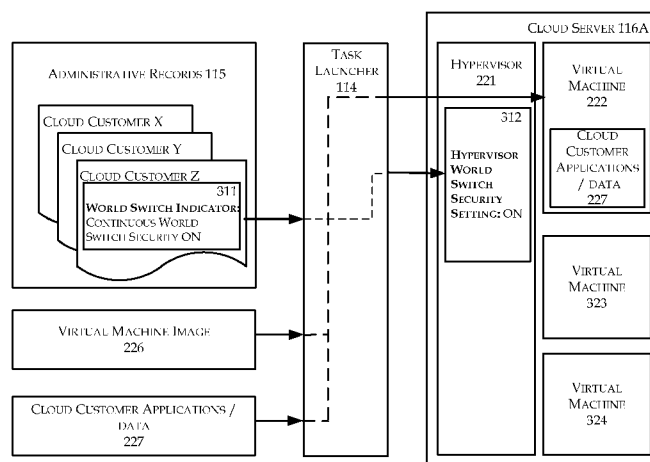 CLOUD SERVER 116A
ADMINISTRATIVE RECORDS 115
CLOUD CUSTOMER X
CLOUD CUSTOMER Y
CLOUD CUSTOMER Z
311
WORLD SWITCH INDICATOR:
CONTINUOUS WORLD
SWITCH SECURITY ON
VIRTUAL MACHINE IMAGE
226
CLOUD CUSTOMER APPLICATIONS /
DATA
227
TASK
LAUNCHER
114
HYPERVISOR
221
312
HYPERVISOR
WORLD
SWITCH
SECURITY
SETTING: ON
VIRTUAL
MACHINE
222
CLOUD
CUSTOMER
APPLICATIONS
/ DATA
227
VIRTUAL
MACHINE
323
VIRTUAL
MACHINE
324